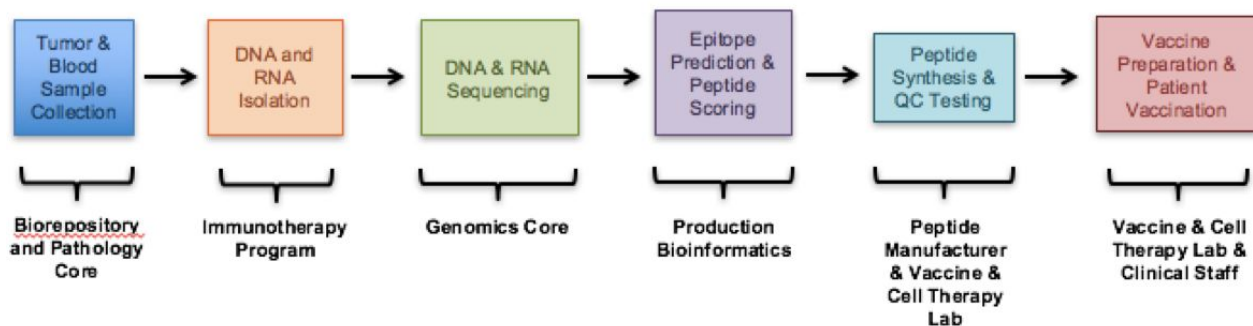 Tumor &
Blood
Sample
Collection
DNA and
RNA
Isolation
DNA & RNA
Sequencing
Epitope
Prediction &
Peptide
Scoring
Peptide
Synthesis &
QC Testing
Vaccine
Preparation &
Patient
Vaccination
Biorepository
and Pathology
Core
Immunotherapy
Program
Genomics Core
Production
Bioinformatics
Peptide
Manufacturer
& Vaccine &
Cell Therapy
Lab
Vaccine & Cell
Therapy Lab &
Clinical Staff